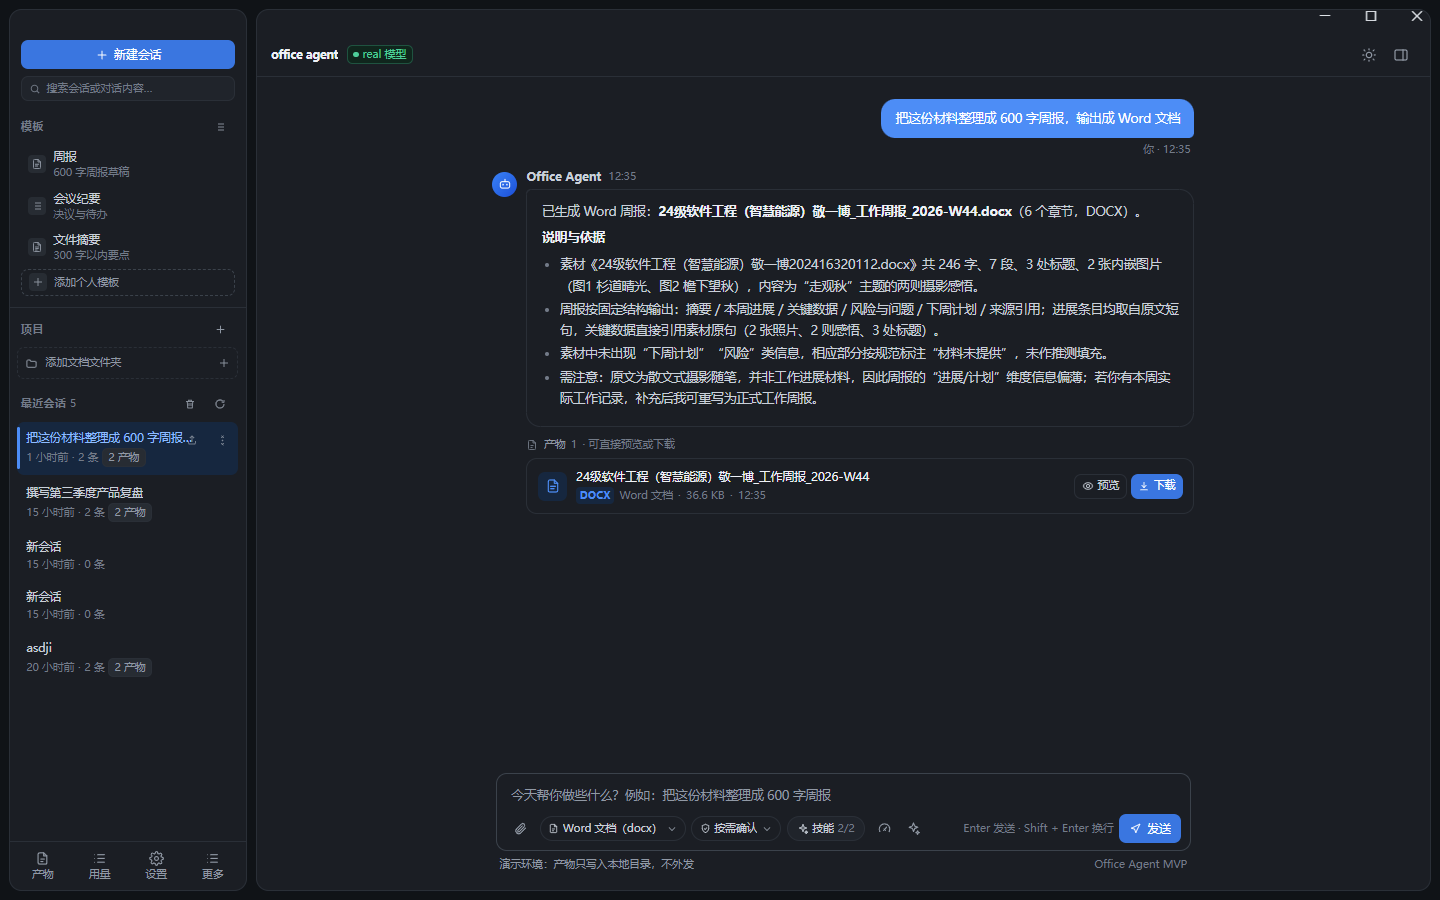 新建会话
搜索会话或对话内容...
模板
周报
600 字周报草稿
会议纪要
决议与待办
文件摘要
300 字以内要点
添加个人模板
项目
添加文档文件夹
最近会话 5
把这份材料整理成 600 字周报...
1 小时前 · 2 条 2 产物
撰写第三季度产品复盘
15 小时前 · 2 条 2 产物
新会话
15 小时前 · 0 条
新会话
15 小时前 · 0 条
asdji
20 小时前 · 2 条 2 产物
产物 用量 设置 更多
office agent real 模型
把这份材料整理成 600 字周报，输出成 Word 文档
你 · 12:35
Office Agent 12:35
已生成 Word 周报：24级软件工程（智慧能源）敬一博_工作周报_2026-W44.docx（6 个章节，DOCX）。
说明与依据
素材《24级软件工程（智慧能源）敬一博202416320112.docx》共 246 字、7 段、3 处标题、2 张内嵌图片
（图1 杉道晴光、图2 檐下望秋），内容为“走观秋”主题的两则摄影感悟。
周报按固定结构输出：摘要 / 本周进展 / 关键数据 / 风险与问题 / 下周计划 / 来源引用；进展条目均取自原文短
句，关键数据直接引用素材原句（2 张照片、2 则感悟、3 处标题）。
素材中未出现“下周计划”“风险”类信息，相应部分按规范标注“材料未提供”，未作推测填充。
需注意：原文为散文式摄影随笔，并非工作进展材料，因此周报的“进展/计划”维度信息偏薄；若你有本周实
际工作记录，补充后我可重写为正式工作周报。
产物 1 · 可直接预览或下载
24级软件工程（智慧能源）敬一博_工作周报_2026-W44
DOCX Word 文档 · 36.6 KB · 12:35
预览 下载
今天帮你做些什么？例如：把这份材料整理成 600 字周报
Word 文档（docx） 按需确认 技能 2/2 Enter 发送 · Shift + Enter 换行 发送
演示环境：产物只写入本地目录，不外发 Office Agent MVP